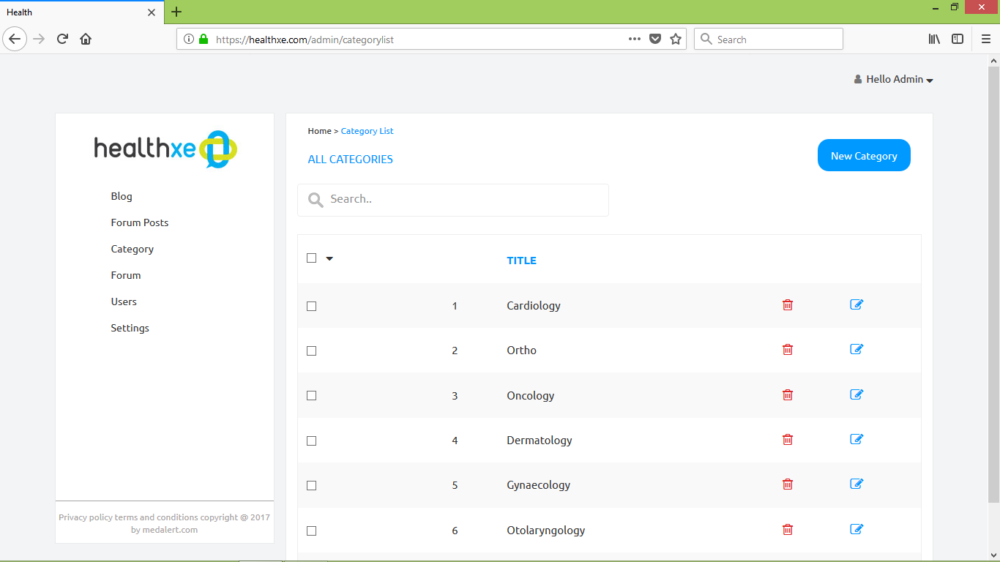 Health
https://healthxe.com/admin/categorylist
Search
Hello Admin
healthxe
Blog
Forum Posts
Category
Forum
Users
Settings
Privacy policy terms and conditions copyright @ 2017
by medalert.com
Home > Category List
ALL CATEGORIES
New Category
Search..
TITLE
1 Cardiology
2 Ortho
3 Oncology
4 Dermatology
5 Gynaecology
6 Otolaryngology